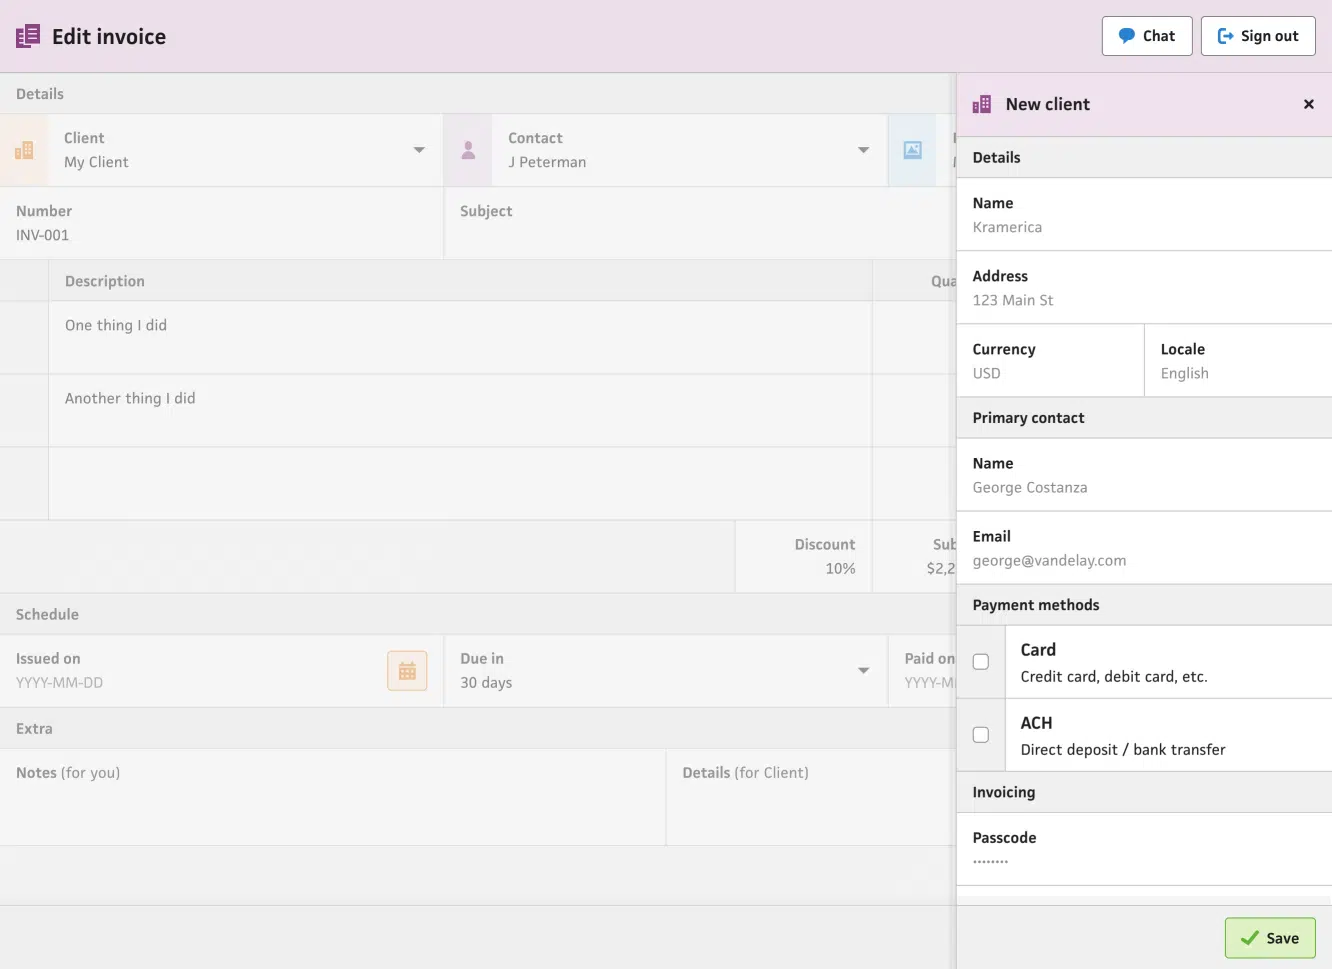 Edit invoice
Chat
Sign out
Details
Client
My Client
Contact
J Peterman
Number
INV-001
Subject
Description
Qua
One thing I did
Another thing I did
Discount
10%
Sub
$2,2
Schedule
Issued on
YYYY-MM-DD
Due in
30 days
Paid on
YYYY-M
Extra
Notes (for you)
Details (for Client)
New client
Details
Name
Kramerica
Address
123 Main St
Currency
USD
Locale
English
Primary contact
Name
George Costanza
Email
george@vandelay.com
Payment methods
Card
Credit card, debit card, etc.
ACH
Direct deposit / bank transfer
Invoicing
Passcode
••••••••
Save